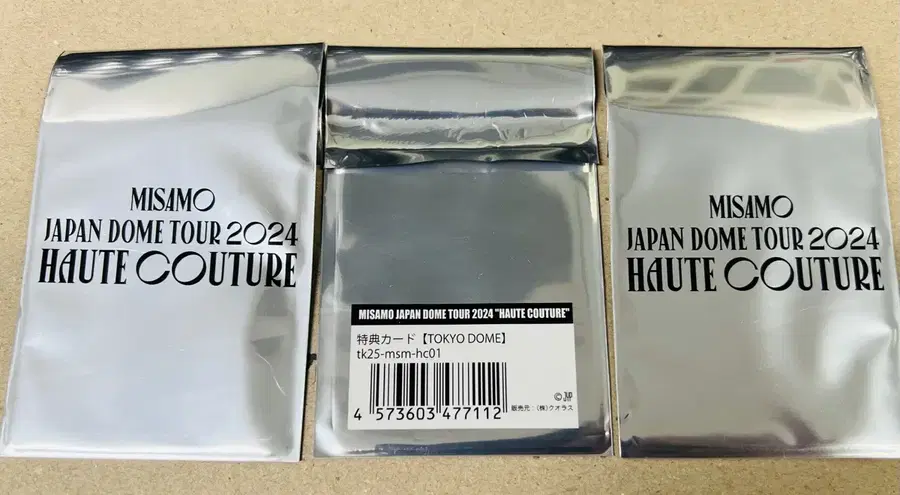 MISAMO
JAPAN DOME TOUR 2024
HAUTE COUTURE
MISAMO JAPAN DOME TOUR 2024 "HAUTE COUTURE"
特典カード【TOKYO DOME】
tk25-msm-hc01
4 573603 477112
© JYP
販売元：(株)クオラス
MISAMO
JAPAN DOME TOUR 2024
HAUTE COUTURE